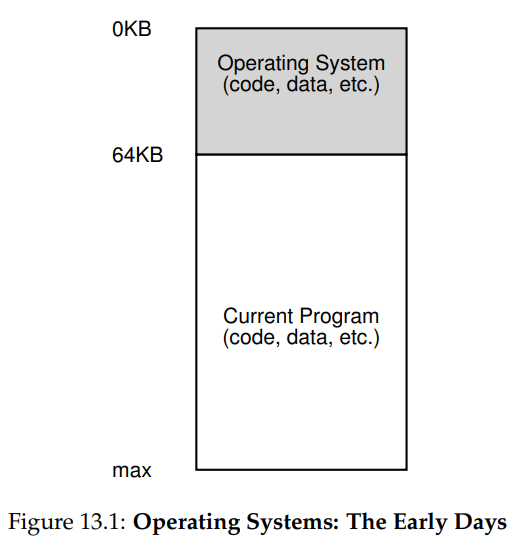 0KB
Operating System
(code, data, etc.)
64KB
Current Program
(code, data, etc.)
max
Figure 13.1: Operating Systems: The Early Days